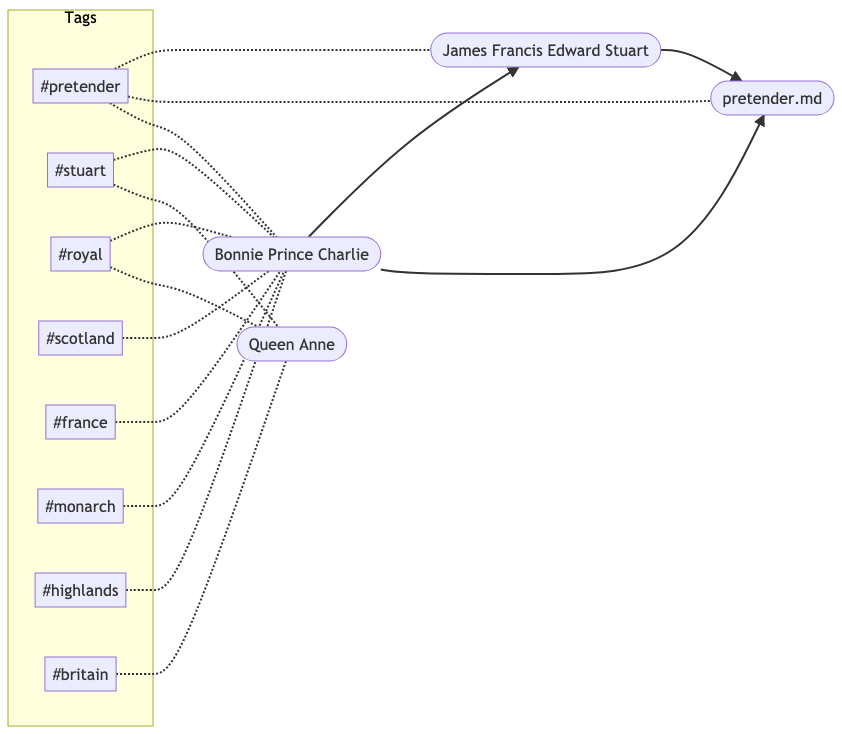 Tags
#pretender
#stuart
#royal
#scotland
#france
#monarch
#highlands
#britain
James Francis Edward Stuart
pretender.md
Bonnie Prince Charlie
Queen Anne